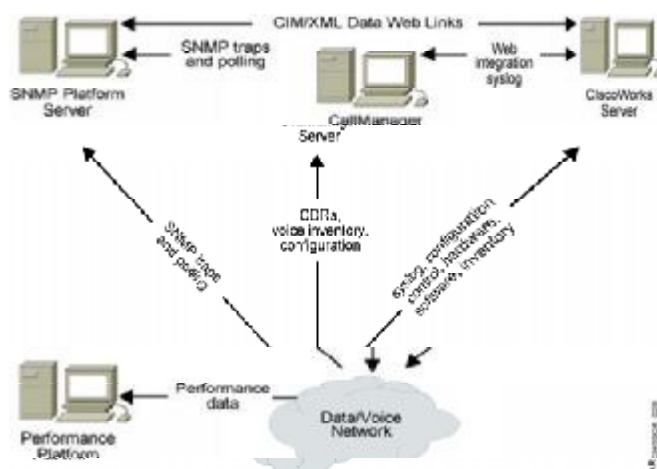 CIM/XML Data Web Links
SNMP traps
and polling
Web
integration
syslog
SNMP Platform
Server
CallManager
Server
CiscoWorks
Server
SNMP traps
and polling
CDRs,
voice inventory,
configuration
syslog, configuration
control, hardware,
software, inventory
Performance
data
Data/Voice
Network
Performance
Platform